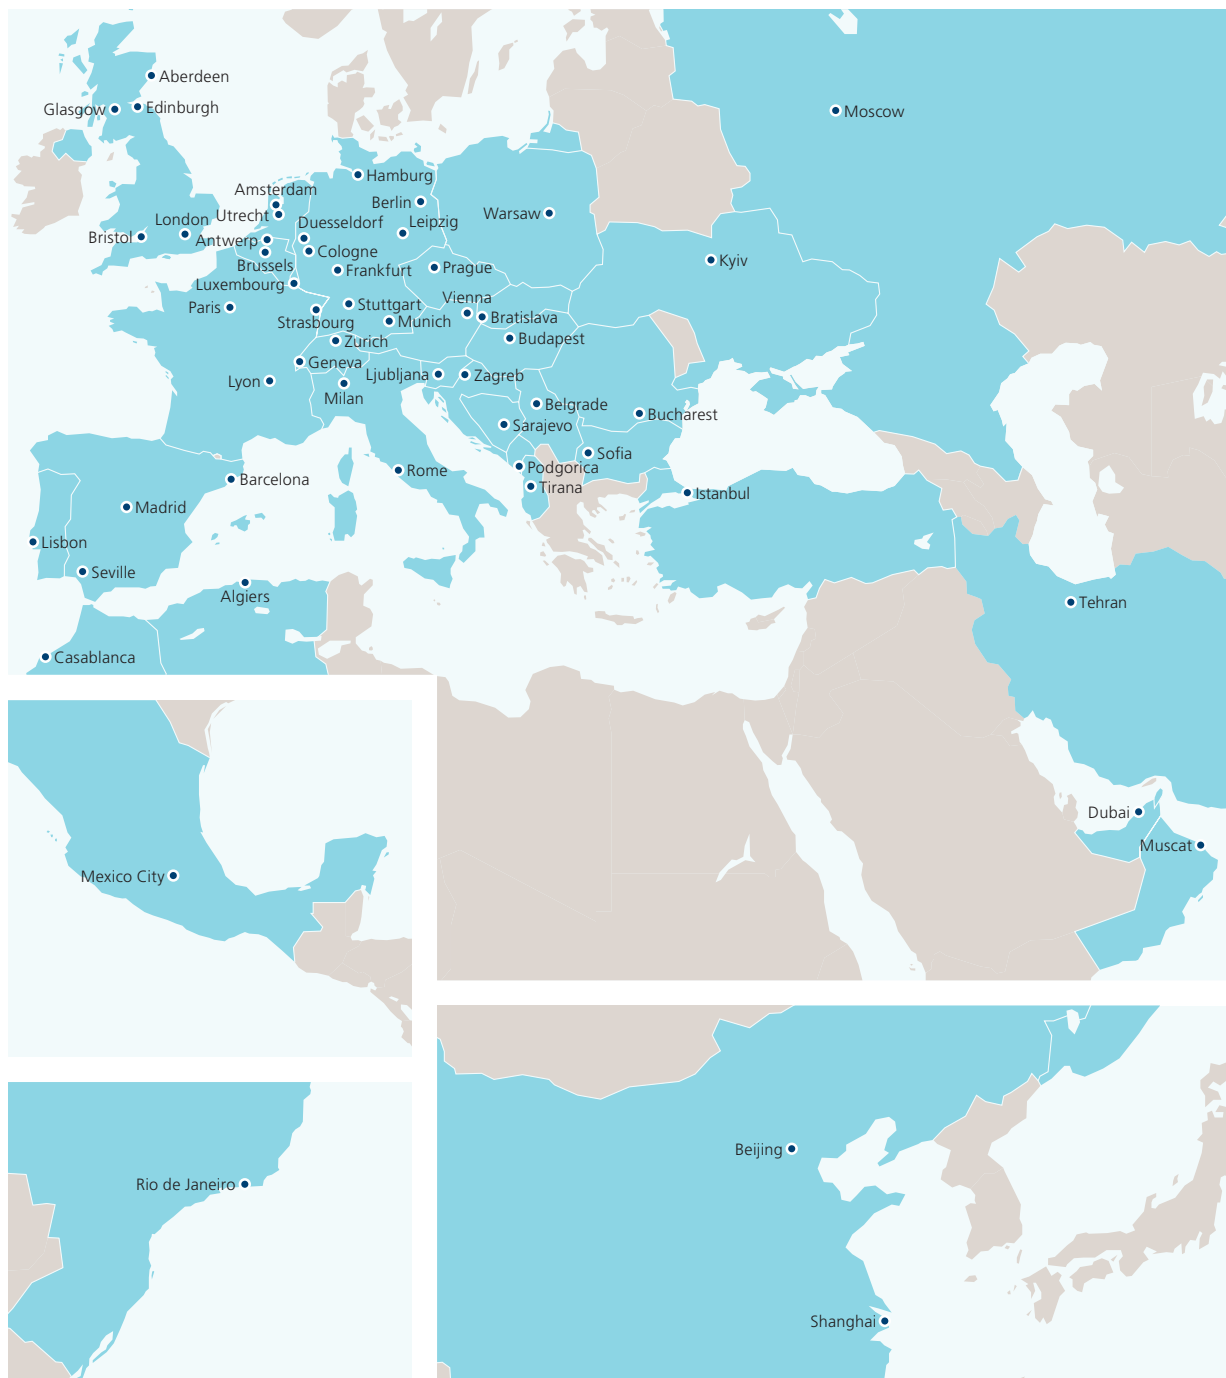 Aberdeen
Glasgow
Edinburgh
Moscow
Hamburg
Amsterdam
Berlin
Utrecht
Warsaw
London
Duesseldorf
Leipzig
Bristol
Antwerp
Cologne
Kyiv
Brussels
Frankfurt
Prague
Luxembourg
Vienna
Paris
Stuttgart
Strasbourg
Munich
Bratislava
Zurich
Budapest
Geneva
Lyon
Ljubljana
Zagreb
Milan
Belgrade
Bucharest
Sarajevo
Sofia
Rome
Podgorica
Barcelona
Tirana
Istanbul
Madrid
Lisbon
Seville
Algiers
Tehran
Casablanca
Dubai
Muscat
Mexico City
Beijing
Rio de Janeiro
Shanghai